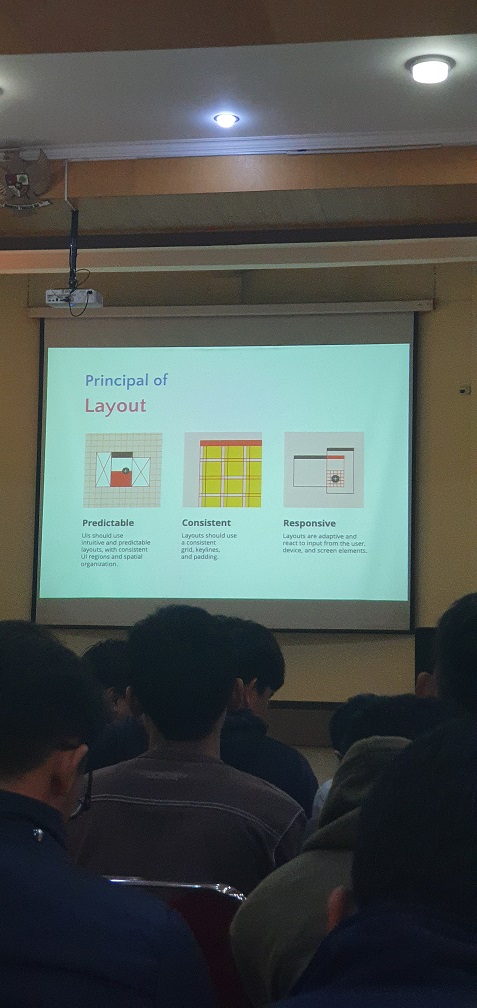 Principal of
Layout
Predictable
UIs should use
intuitive and predictable
layouts, with consistent
UI regions and spatial
organization.
Consistent
Layouts should use
a consistent
grid, keylines,
and padding.
Responsive
Layouts are adaptive and
react to input from the user,
device, and screen elements.